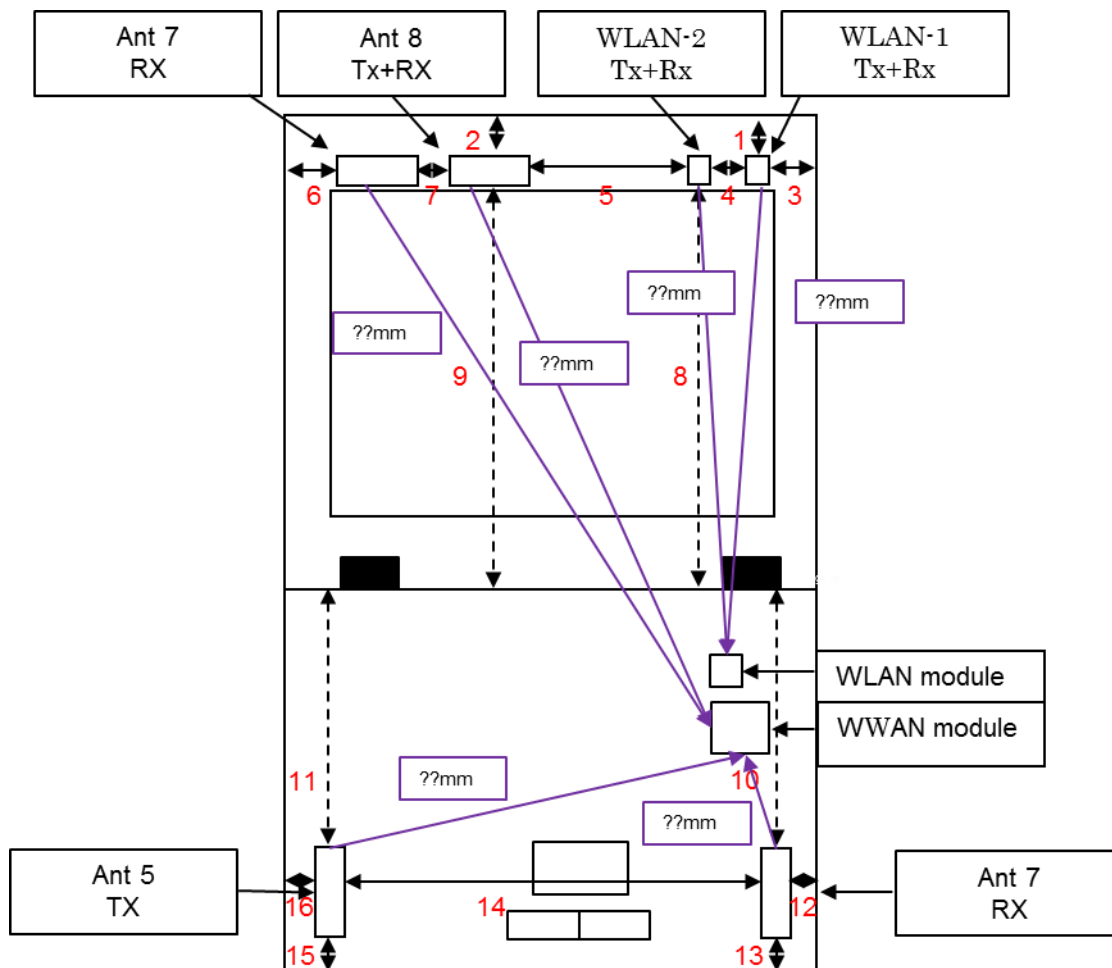 Ant 7
RX
Ant 8
Tx+RX
WLAN-2
Tx+Rx
WLAN-1
Tx+Rx
2
1
6
7
5
4
3
??mm
??mm
??mm
??mm
9
8
WLAN module
WWAN module
11
??mm
10
??mm
Ant 5
TX
16
14
12
Ant 7
RX
15
13